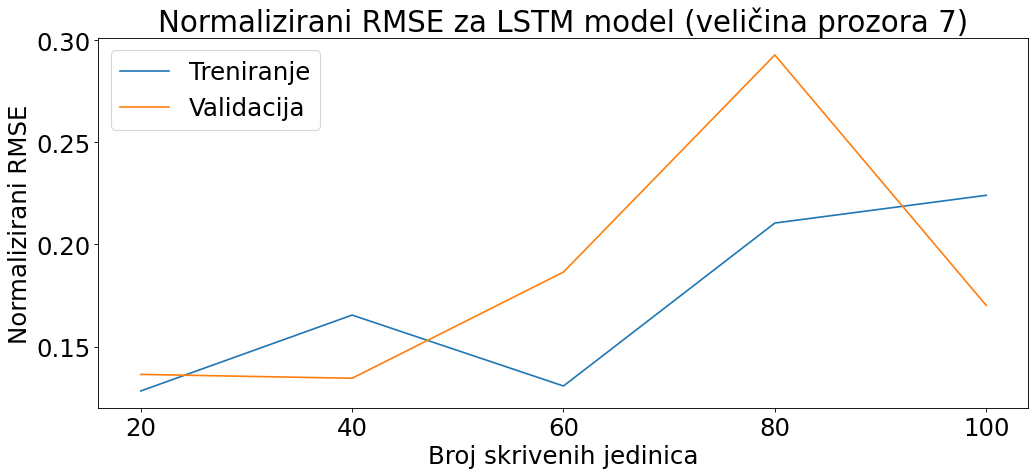 Normalizirani RMSE za LSTM model (veličina prozora 7)
Treniranje
Validacija
Normalizirani RMSE
0.30
0.25
0.20
0.15
20 40 60 80 100
Broj skrivenih jedinica